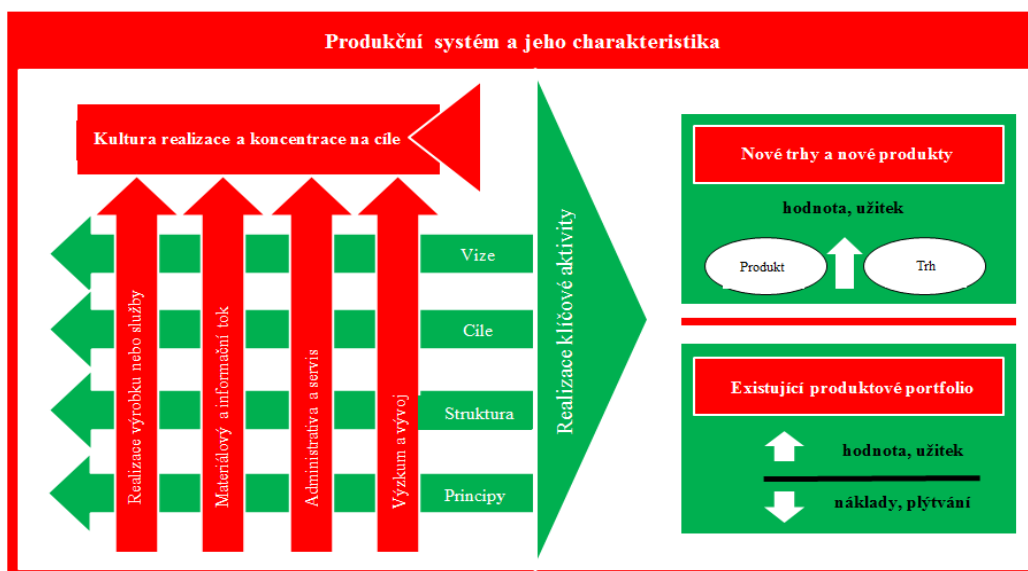 Produkční systém a jeho charakteristika
Kultura realizace a koncentrace na cíle
Realizace výrobku nebo služby
Materiálový a informační tok
Administrativa a servis
Výzkum a vývoj
Vize
Cíle
Struktura
Principy
Realizace klíčové aktivity
Nové trhy a nové produkty
hodnota, užitek
Produkt
Trh
Existující produktové portfolio
hodnota, užitek
náklady, plýtvání